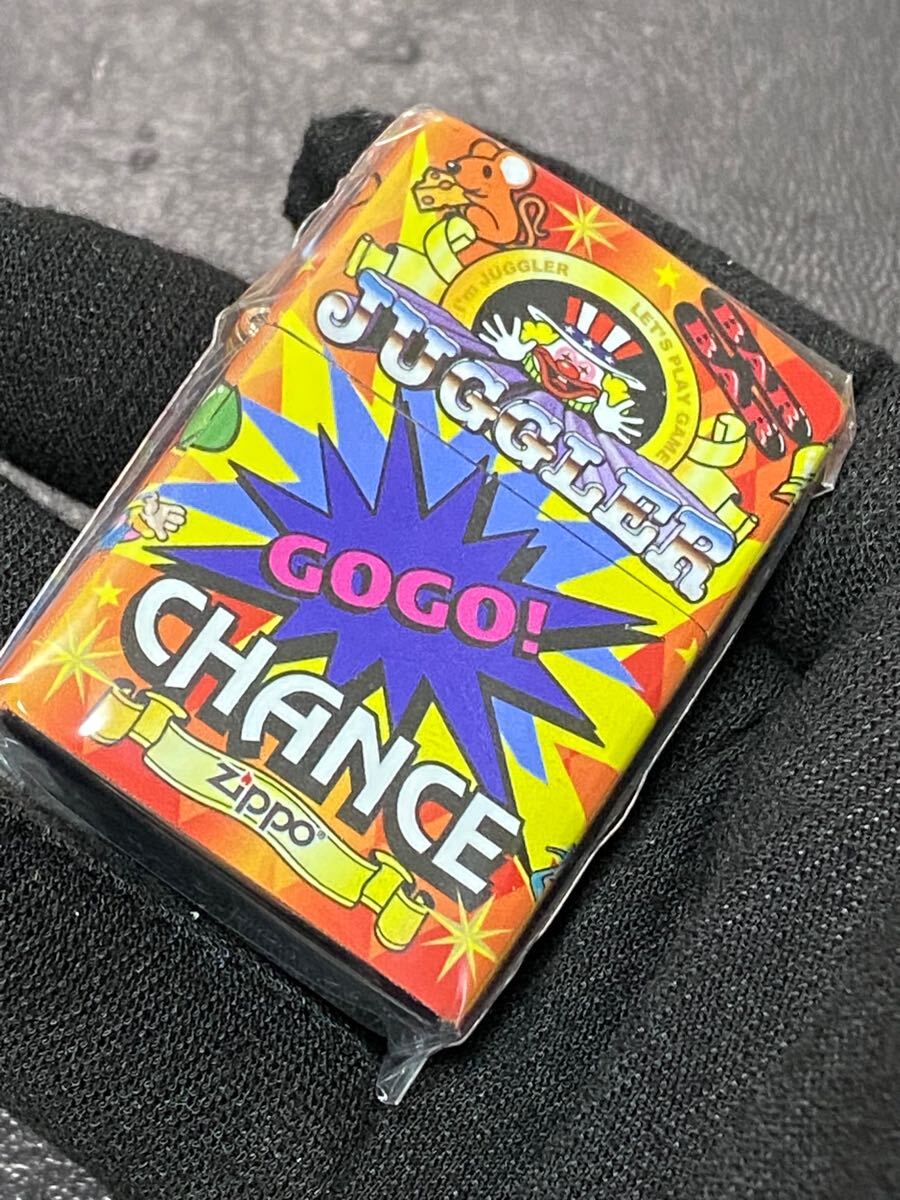 I'm JUGGLER LET'S PLAY GAME
BAR BAR
JUGGLER
GOGO!
CHANCE
Zippo®